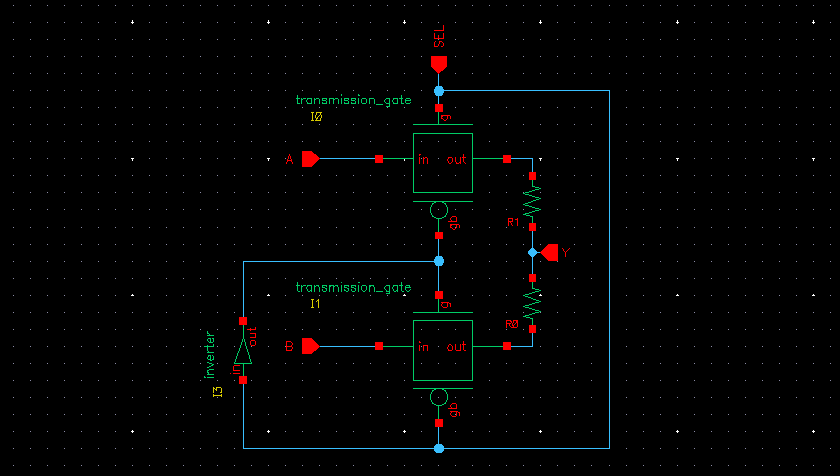 SEL
transmission_gate
I0
g
A
in
out
gb
R1
Y
transmission_gate
I1
g
R0
inverter
I3
out
in
B
in
out
gb